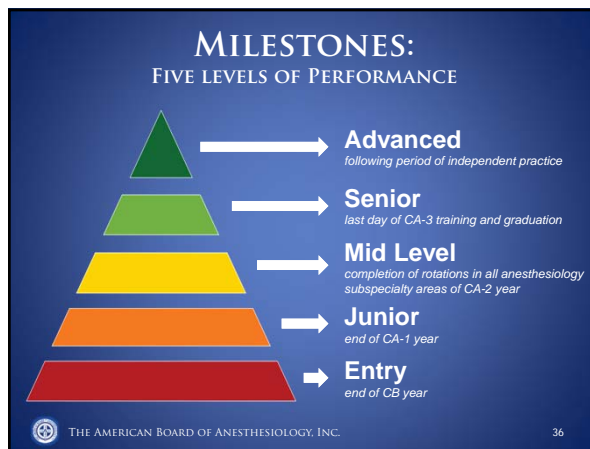 MILESTONES:
FIVE LEVELS OF PERFORMANCE
Advanced
following period of independent practice
Senior
last day of CA-3 training and graduation
Mid Level
completion of rotations in all anesthesiology
subspecialty areas of CA-2 year
Junior
end of CA-1 year
Entry
end of CB year
THE AMERICAN BOARD OF ANESTHESIOLOGY, INC.
36